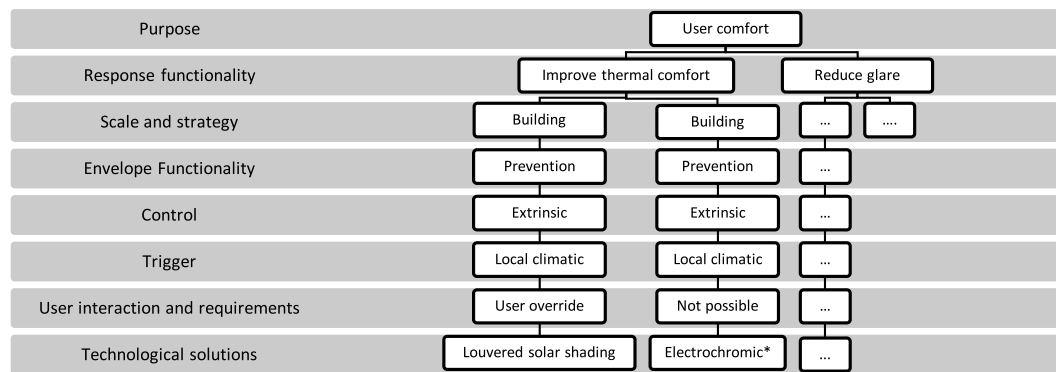 Purpose
User comfort
Response functionality
Improve thermal comfort
Reduce glare
Scale and strategy
Building
Building
...
....
Envelope Functionality
Prevention
Prevention
...
Control
Extrinsic
Extrinsic
...
Trigger
Local climatic
Local climatic
...
User interaction and requirements
User override
Not possible
...
Technological solutions
Louvered solar shading
Electrochromic*
...